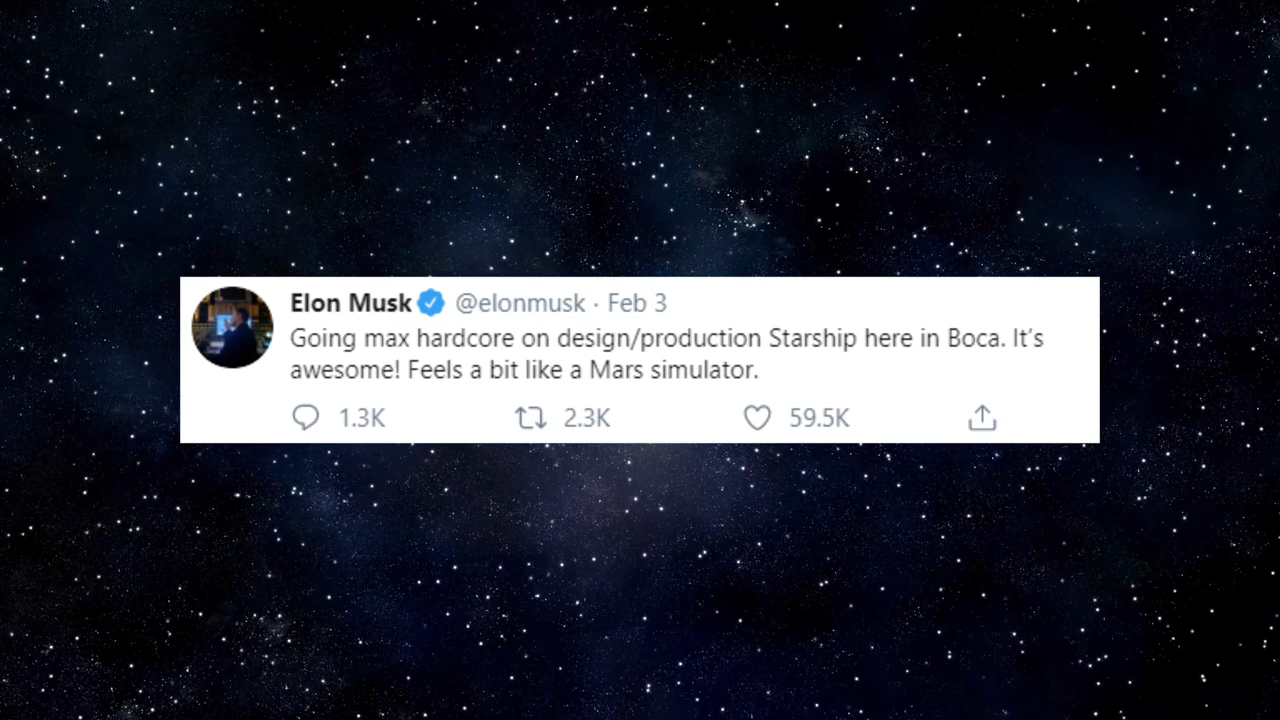 Elon Musk @elonmusk · Feb 3
Going max hardcore on design/production Starship here in Boca. It’s
awesome! Feels a bit like a Mars simulator.
1.3K 2.3K 59.5K